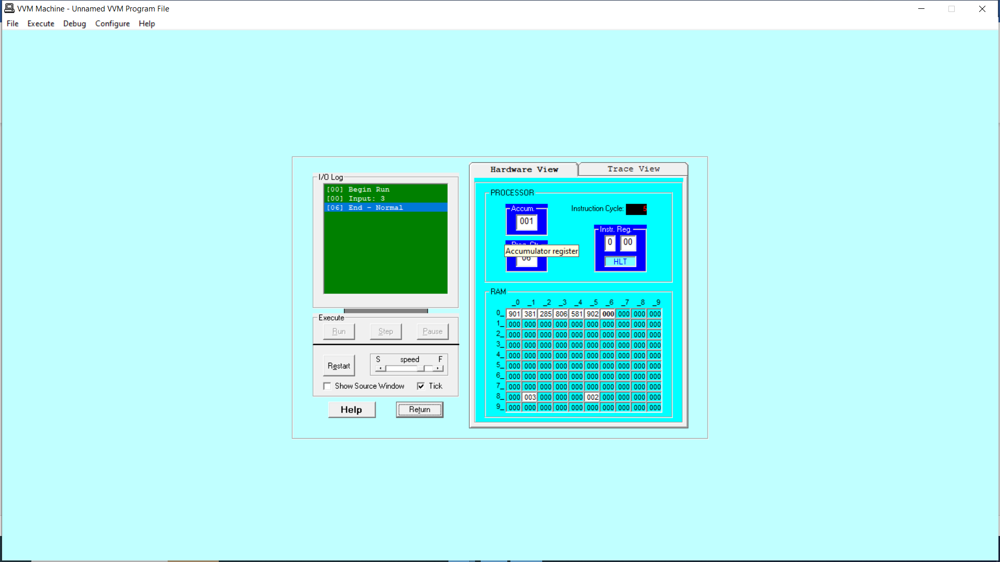 VVM Machine - Unnamed VVM Program File
File Execute Debug Configure Help
I/O Log
[00] Begin Run
[00] Input: 3
[06] End - Normal
Execute
Run Step Pause
Restart
S speed F
Show Source Window Tick
Help Return
Hardware View Trace View
PROCESSOR
Accum.
001
Instruction Cycle: 5
Accumulator register
06
Instr. Reg.
0 00
HLT
RAM
_0 _1 _2 _3 _4 _5 _6 _7 _8 _9
0_ 901 381 285 806 581 902 000 000 000 000
1_ 000 000 000 000 000 000 000 000 000 000
2_ 000 000 000 000 000 000 000 000 000 000
3_ 000 000 000 000 000 000 000 000 000 000
4_ 000 000 000 000 000 000 000 000 000 000
5_ 000 000 000 000 000 000 000 000 000 000
6_ 000 000 000 000 000 000 000 000 000 000
7_ 000 000 000 000 000 000 000 000 000 000
8_ 000 003 000 000 000 002 000 000 000 000
9_ 000 000 000 000 000 000 000 000 000 000